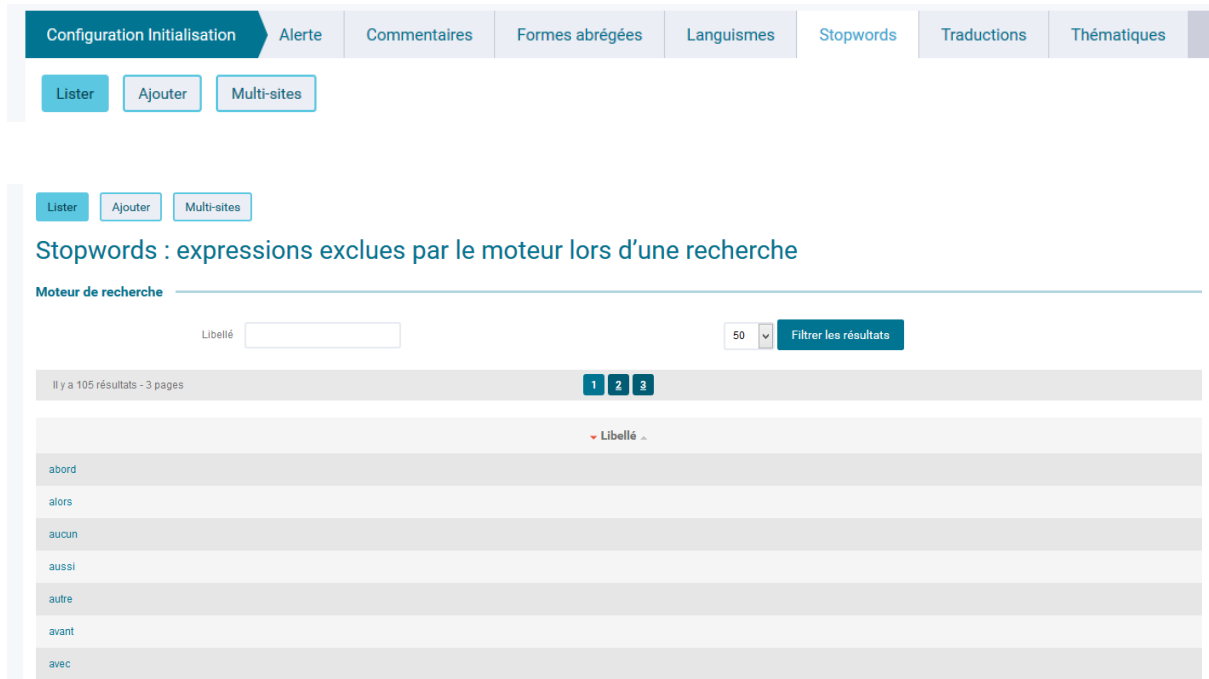 Configuration Initialisation Alerte Commentaires Formes abrégées Languismes Stopwords Traductions Thématiques
Lister Ajouter Multi-sites
Lister Ajouter Multi-sites
Stopwords : expressions exclues par le moteur lors d’une recherche
Moteur de recherche
Libellé 50 Filtrer les résultats
Il y a 105 résultats - 3 pages 1 2 3
Libellé
abord
alors
aucun
aussi
autre
avant
avec